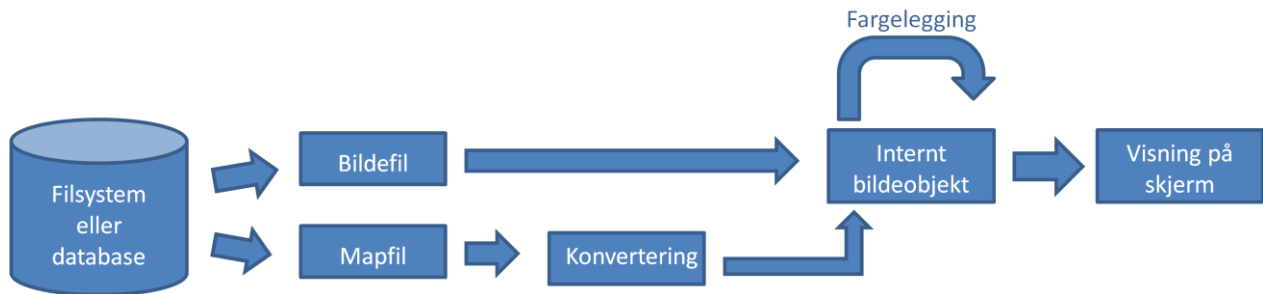 Fargelegging
Filsystem
eller
database
Bildefil
Internt
bildeobjekt
Visning på
skjerm
Mapfil
Konvertering